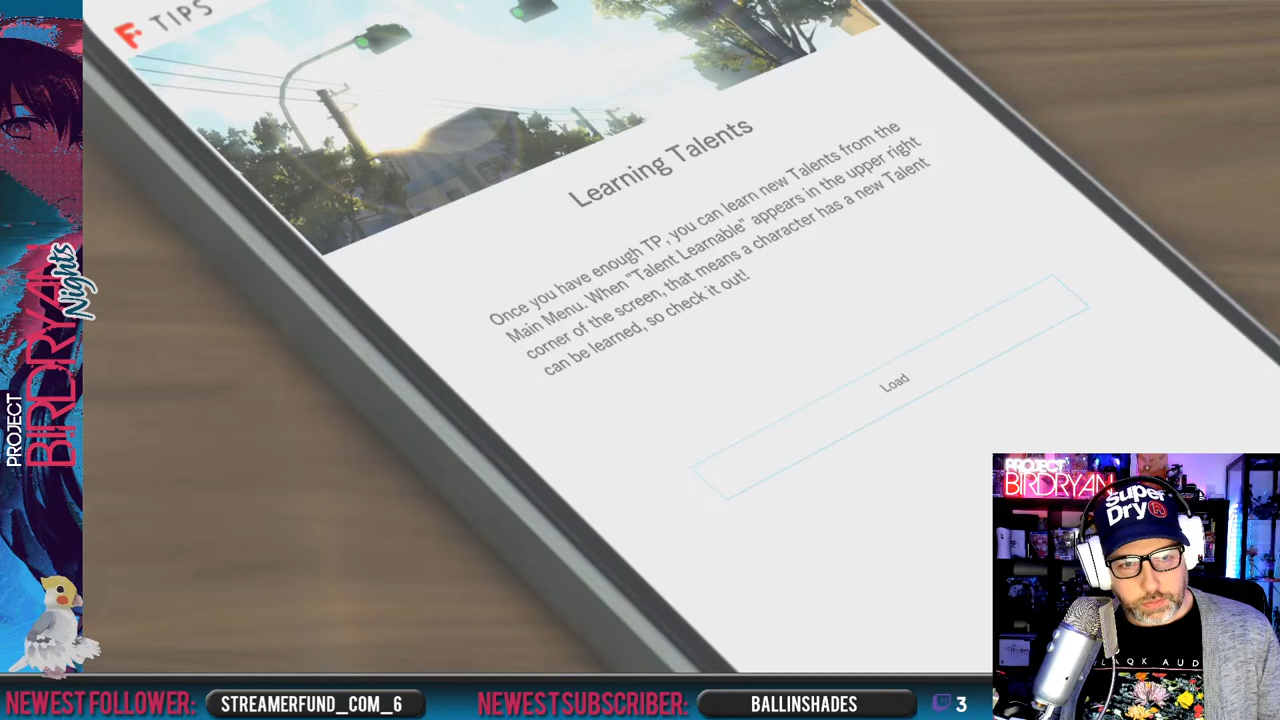 TIPS
Learning Talents
Once you have enough TP , you can learn new Talents from the
Main Menu. When "Talent Learnable" appears in the upper right
corner of the screen, that means a character has a new Talent
can be learned, so check it out!
Load
PROJECT
BIRDRYAN
Nights
PROJECT
BIRDRYAN
Super
Dry
NEWEST FOLLOWER:
STREAMERFUND_COM_6
NEWEST SUBSCRIBER:
BALLINSHADES
3